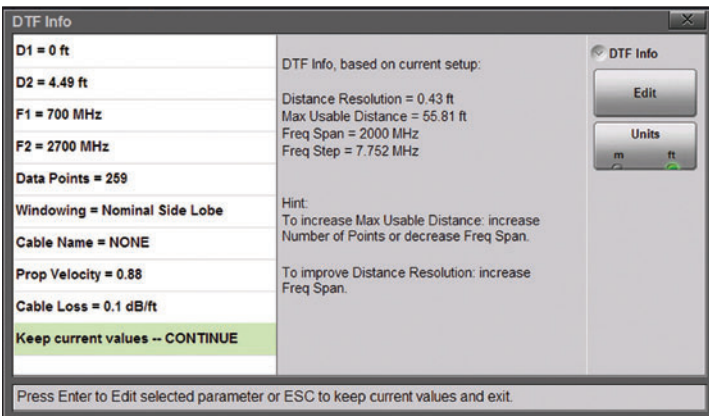 DTF Info
D1 = 0 ft
D2 = 4.49 ft
F1 = 700 MHz
F2 = 2700 MHz
Data Points = 259
Windowing = Nominal Side Lobe
Cable Name = NONE
Prop Velocity = 0.88
Cable Loss = 0.1 dB/ft
Keep current values -- CONTINUE
DTF Info, based on current setup:
Distance Resolution = 0.43 ft
Max Usable Distance = 55.81 ft
Freq Span = 2000 MHz
Freq Step = 7.752 MHz
Hint:
To increase Max Usable Distance: increase
Number of Points or decrease Freq Span.
To improve Distance Resolution: increase
Freq Span.
DTF Info
Edit
Units
m ft
Press Enter to Edit selected parameter or ESC to keep current values and exit.